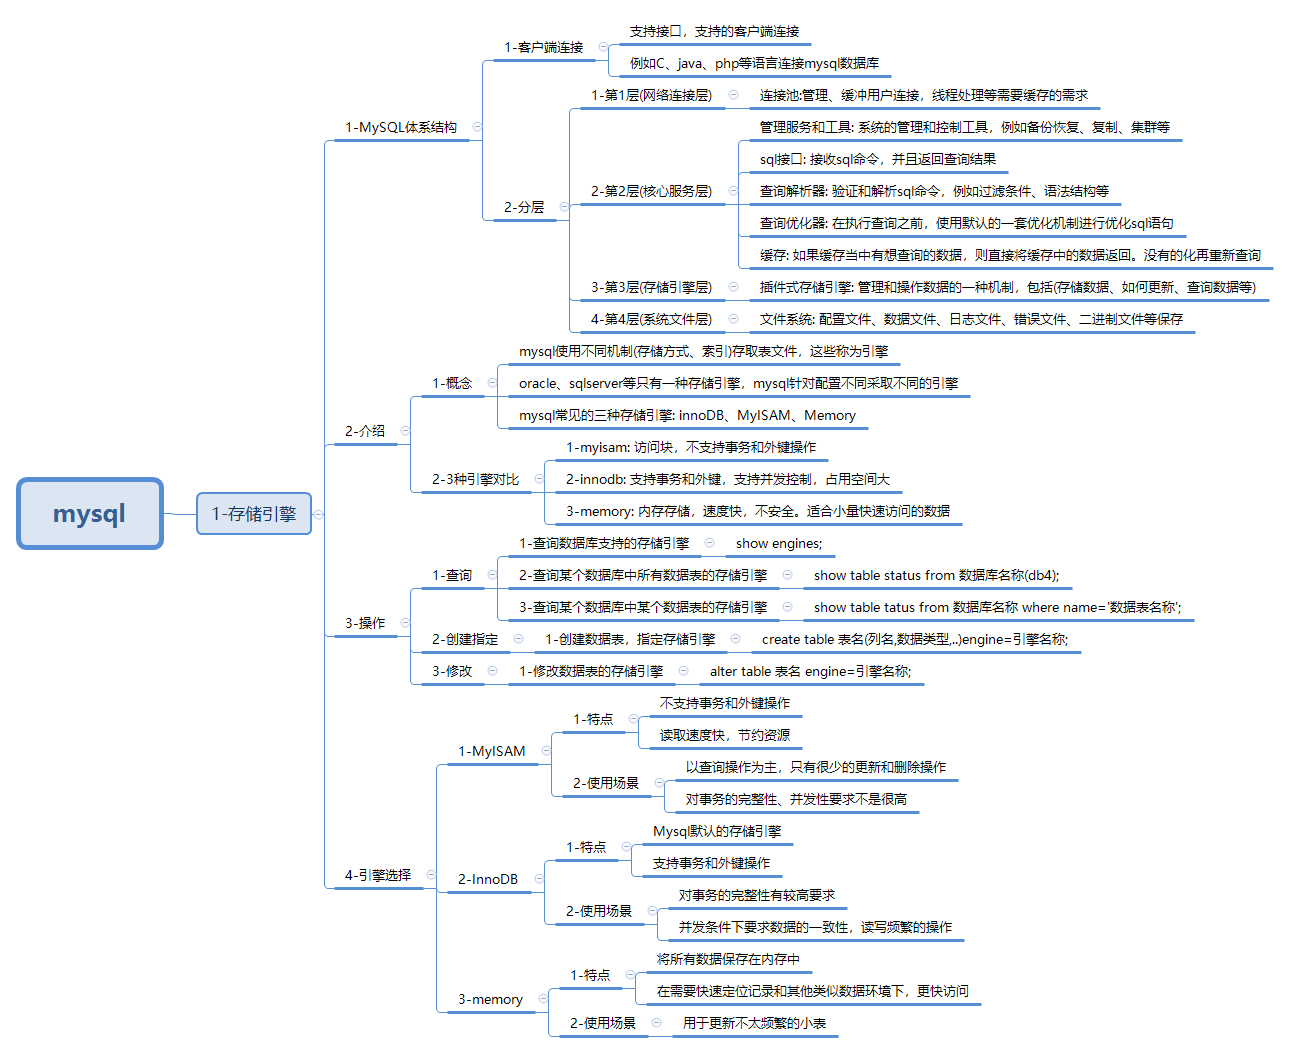 mysql
1-存储引擎
1-MySQL体系结构
1-客户端连接
支持接口，支持的客户端连接
例如C、java、php等语言连接mysql数据库
2-分层
1-第1层(网络连接层)
连接池:管理、缓冲用户连接，线程处理等需要缓存的需求
2-第2层(核心服务层)
管理服务和工具: 系统的管理和控制工具，例如备份恢复、复制、集群等
sql接口: 接收sql命令，并且返回查询结果
查询解析器: 验证和解析sql命令，例如过滤条件、语法结构等
查询优化器: 在执行查询之前，使用默认的一套优化机制进行优化sql语句
缓存: 如果缓存当中有想查询的数据，则直接将缓存中的数据返回。没有的化再重新查询
3-第3层(存储引擎层)
插件式存储引擎: 管理和操作数据的一种机制，包括(存储数据、如何更新、查询数据等)
4-第4层(系统文件层)
文件系统: 配置文件、数据文件、日志文件、错误文件、二进制文件等保存
2-介绍
1-概念
mysql使用不同机制(存储方式、索引)存取表文件，这些称为引擎
oracle、sqlserver等只有一种存储引擎，mysql针对配置不同采取不同的引擎
mysql常见的三种存储引擎: innoDB、MyISAM、Memory
2-3种引擎对比
1-myisam: 访问块，不支持事务和外键操作
2-innodb: 支持事务和外键，支持并发控制，占用空间大
3-memory: 内存存储，速度快，不安全。适合小量快速访问的数据
3-操作
1-查询
1-查询数据库支持的存储引擎
show engines;
2-查询某个数据库中所有数据表的存储引擎
show table status from 数据库名称(db4);
3-查询某个数据库中某个数据表的存储引擎
show table tatus from 数据库名称 where name='数据表名称';
2-创建指定
1-创建数据表，指定存储引擎
create table 表名(列名,数据类型,..)engine=引擎名称;
3-修改
1-修改数据表的存储引擎
alter table 表名 engine=引擎名称;
4-引擎选择
1-MyISAM
1-特点
不支持事务和外键操作
读取速度快，节约资源
2-使用场景
以查询操作为主，只有很少的更新和删除操作
对事务的完整性、并发性要求不是很高
2-InnoDB
1-特点
Mysql默认的存储引擎
支持事务和外键操作
2-使用场景
对事务的完整性有较高要求
并发条件下要求数据的一致性，读写频繁的操作
3-memory
1-特点
将所有数据保存在内存中
在需要快速定位记录和其他类似数据环境下，更快访问
2-使用场景
用于更新不太频繁的小表